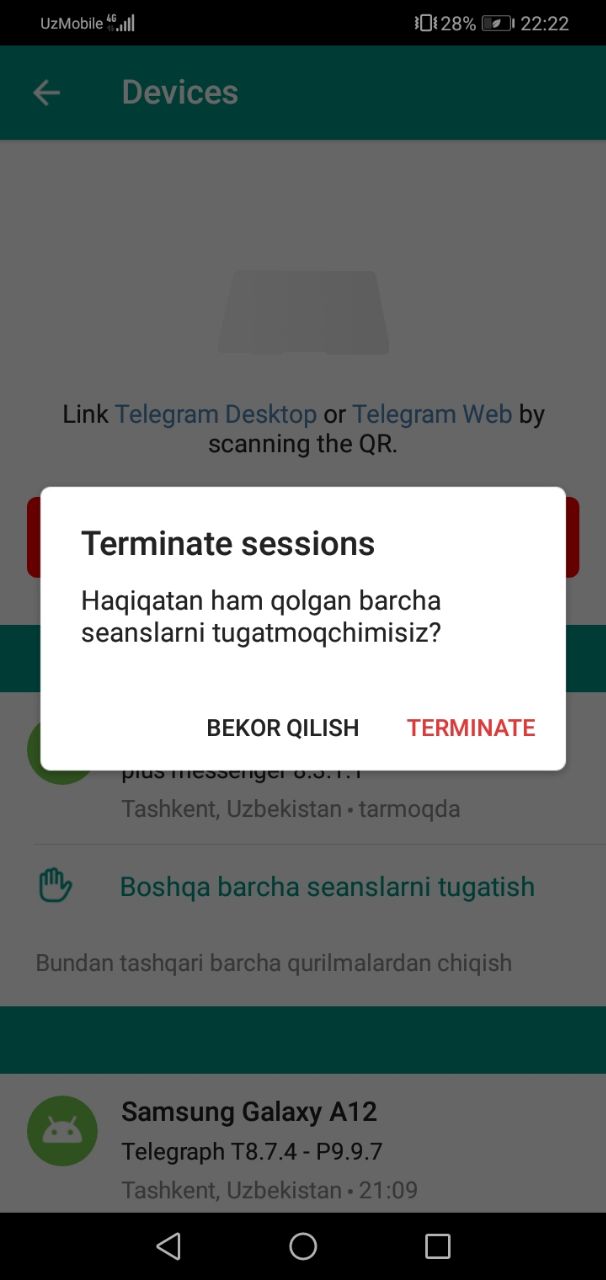 UzMobile 4G 28% 22:22
Devices
Link Telegram Desktop or Telegram Web by
scanning the QR.
Terminate sessions
Haqiqatan ham qolgan barcha
seanslarni tugatmoqchimisiz?
BEKOR QILISH TERMINATE
plus messenger 8.3.1.1
Tashkent, Uzbekistan • tarmoqda
Boshqa barcha seanslarni tugatish
Bundan tashqari barcha qurilmalardan chiqish
Samsung Galaxy A12
Telegraph T8.7.4 - P9.9.7
Tashkent, Uzbekistan • 21:09